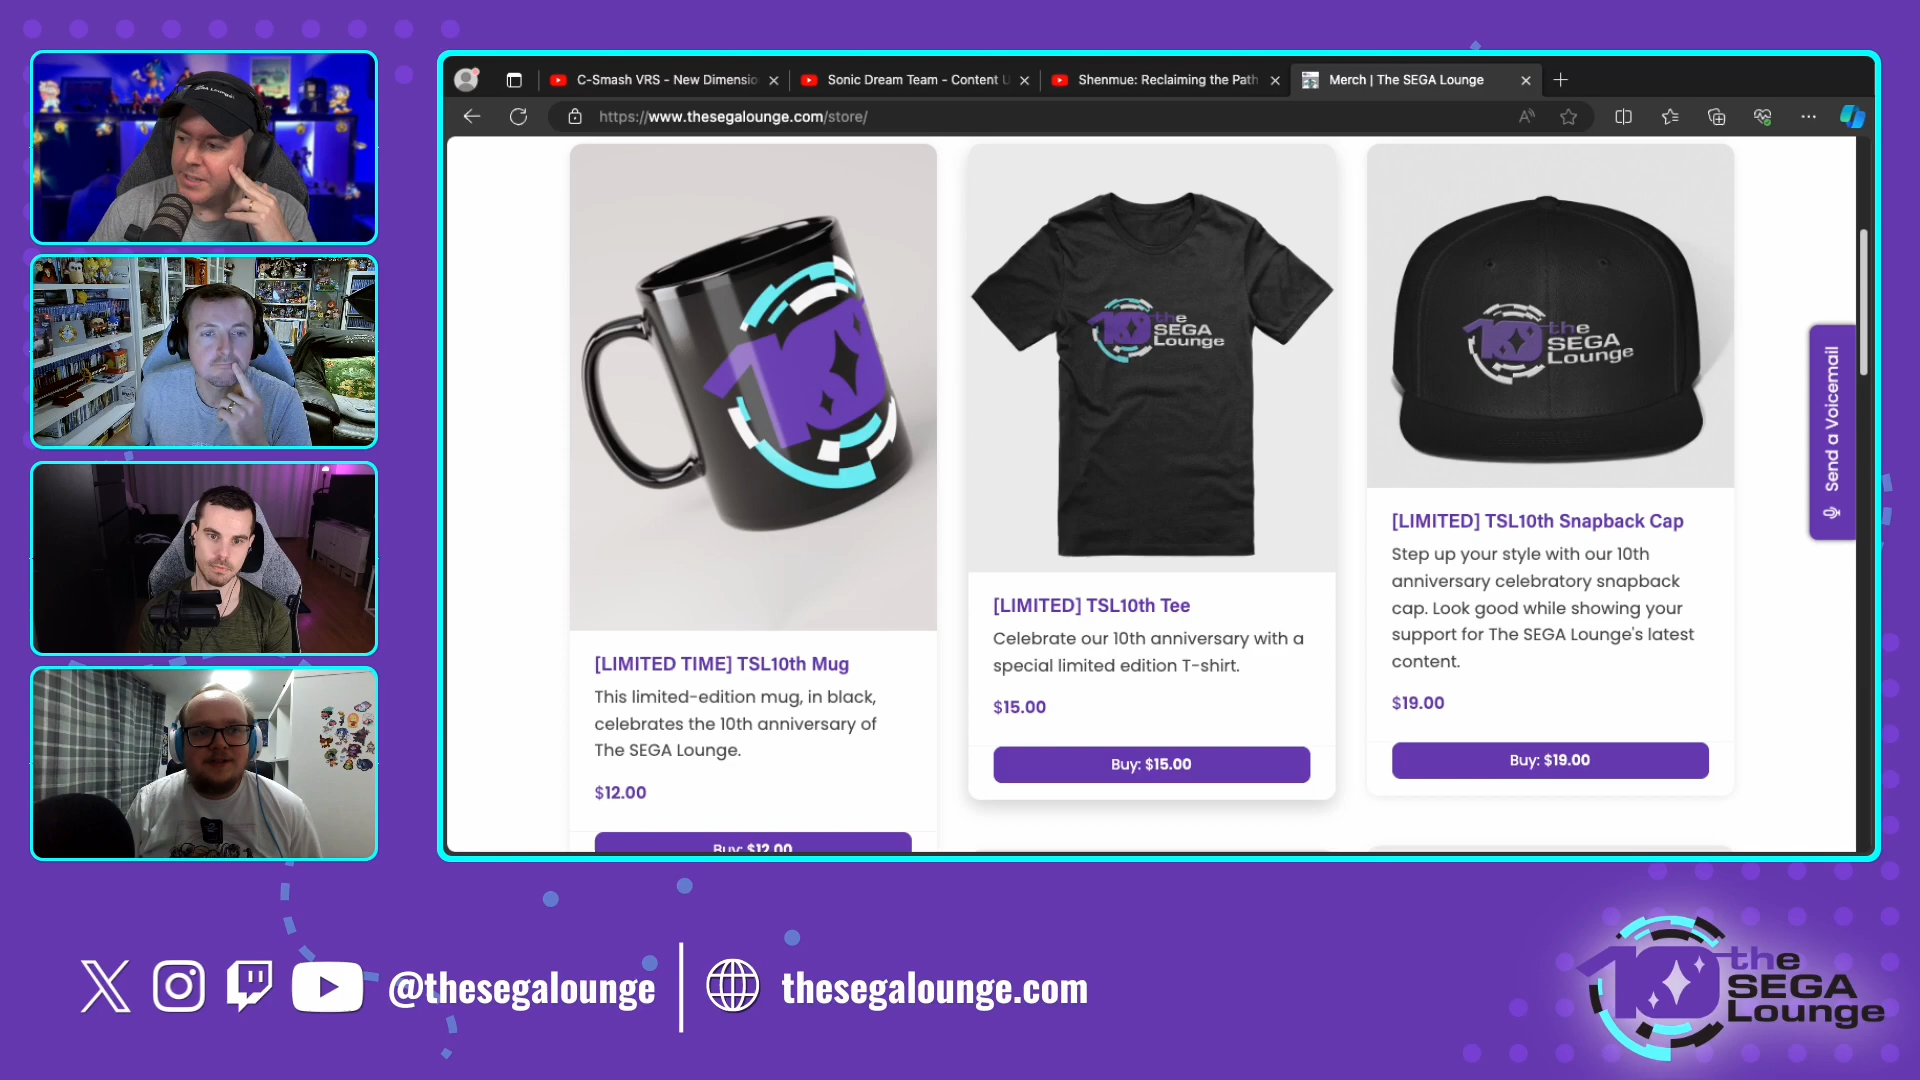 C-Smash VRS - New Dimensio
Sonic Dream Team - Content U
Shenmue: Reclaiming the Path
Merch | The SEGA Lounge
https://www.thesegalounge.com/store/
10
the
SEGA
Lounge
10
the
SEGA
Lounge
10
Send a Voicemail
[LIMITED] TSL10th Snapback Cap
Step up your style with our 10th
anniversary celebratory snapback
cap. Look good while showing your
support for The SEGA Lounge's latest
content.
$19.00
Buy: $19.00
[LIMITED] TSL10th Tee
Celebrate our 10th anniversary with a
special limited edition T-shirt.
$15.00
Buy: $15.00
[LIMITED TIME] TSL10th Mug
This limited-edition mug, in black,
celebrates the 10th anniversary of
The SEGA Lounge.
$12.00
Buy: $12.00
@thesegalounge
thesegalounge.com
10
the
SEGA
Lounge